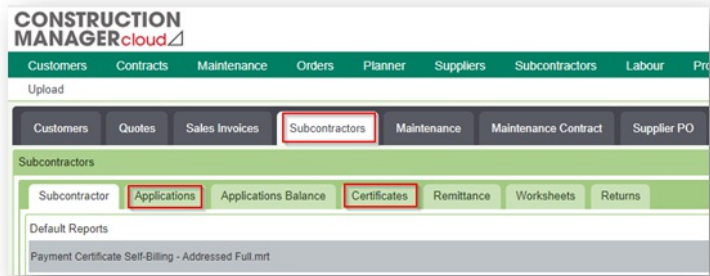 CONSTRUCTION
MANAGERcloud
Customers Contracts Maintenance Orders Planner Suppliers Subcontractors Labour
Upload
Customers Quotes Sales Invoices Subcontractors Maintenance Maintenance Contract Supplier PO
Subcontractors
Subcontractor Applications Applications Balance Certificates Remittance Worksheets Returns
Default Reports
Payment Certificate Self-Billing - Addressed Full.mrt